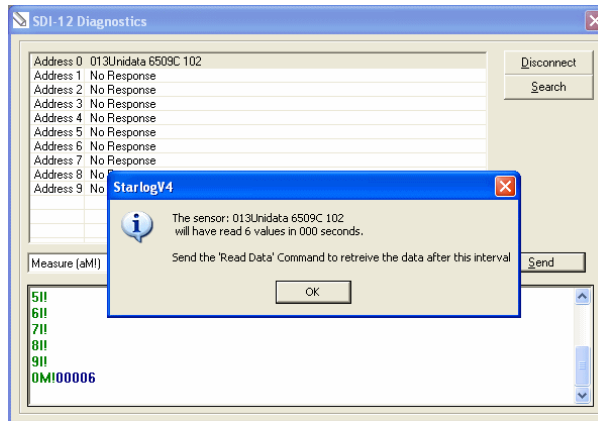 SDI-12 Diagnostics
Address 0 013Unidata 6509C 102
Address 1 No Response
Address 2 No Response
Address 3 No Response
Address 4 No Response
Address 5 No Response
Address 6 No Response
Address 7 No Response
Address 8 No
Address 9 No
Disconnect
Search
StarlogV4
The sensor: 013Unidata 6509C 102
will have read 6 values in 000 seconds.
Send the 'Read Data' Command to retreive the data after this interval
OK
Measure (aM!)
Send
5I!
6I!
7I!
8I!
9I!
0M!00006